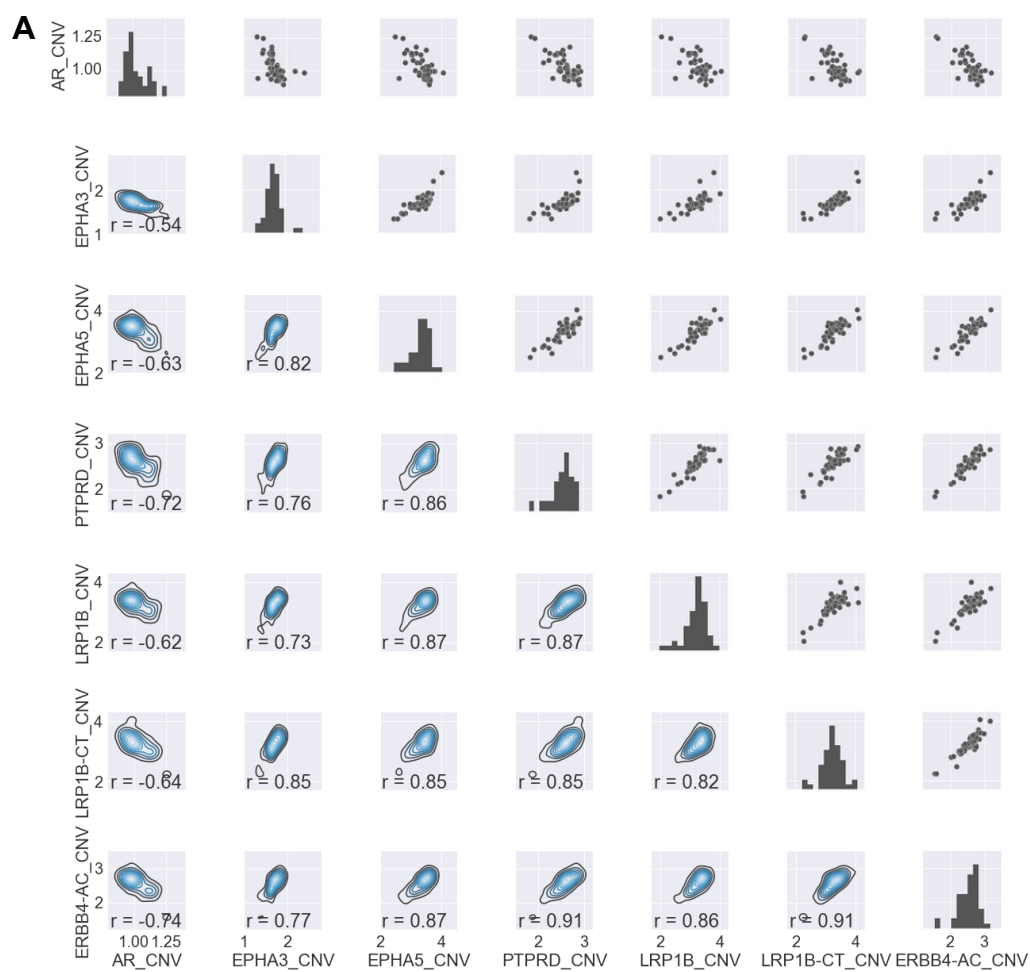 A
AR_CNV
1.25
1.00
EPHA3_CNV
2
1
r = -0.54
EPHA5_CNV
4
2
r = -0.63
r = 0.82
PTPRD_CNV
3
2
r = -0.72
r = 0.76
r = 0.86
LRP1B_CNV
4
2
r = -0.62
r = 0.73
r = 0.87
r = 0.87
LRP1B-CT_CNV
4
2
r = -0.64
r = 0.85
r = 0.85
r = 0.85
r = 0.82
ERBB4-AC_CNV
3
2
r = -0.74
r = 0.77
r = 0.87
r = 0.91
r = 0.86
r = 0.91
1.00 1.25
1 2
2 4
2 3
2 4
2 4
2 3
AR_CNV
EPHA3_CNV
EPHA5_CNV
PTPRD_CNV
LRP1B_CNV
LRP1B-CT_CNV
ERBB4-AC_CNV